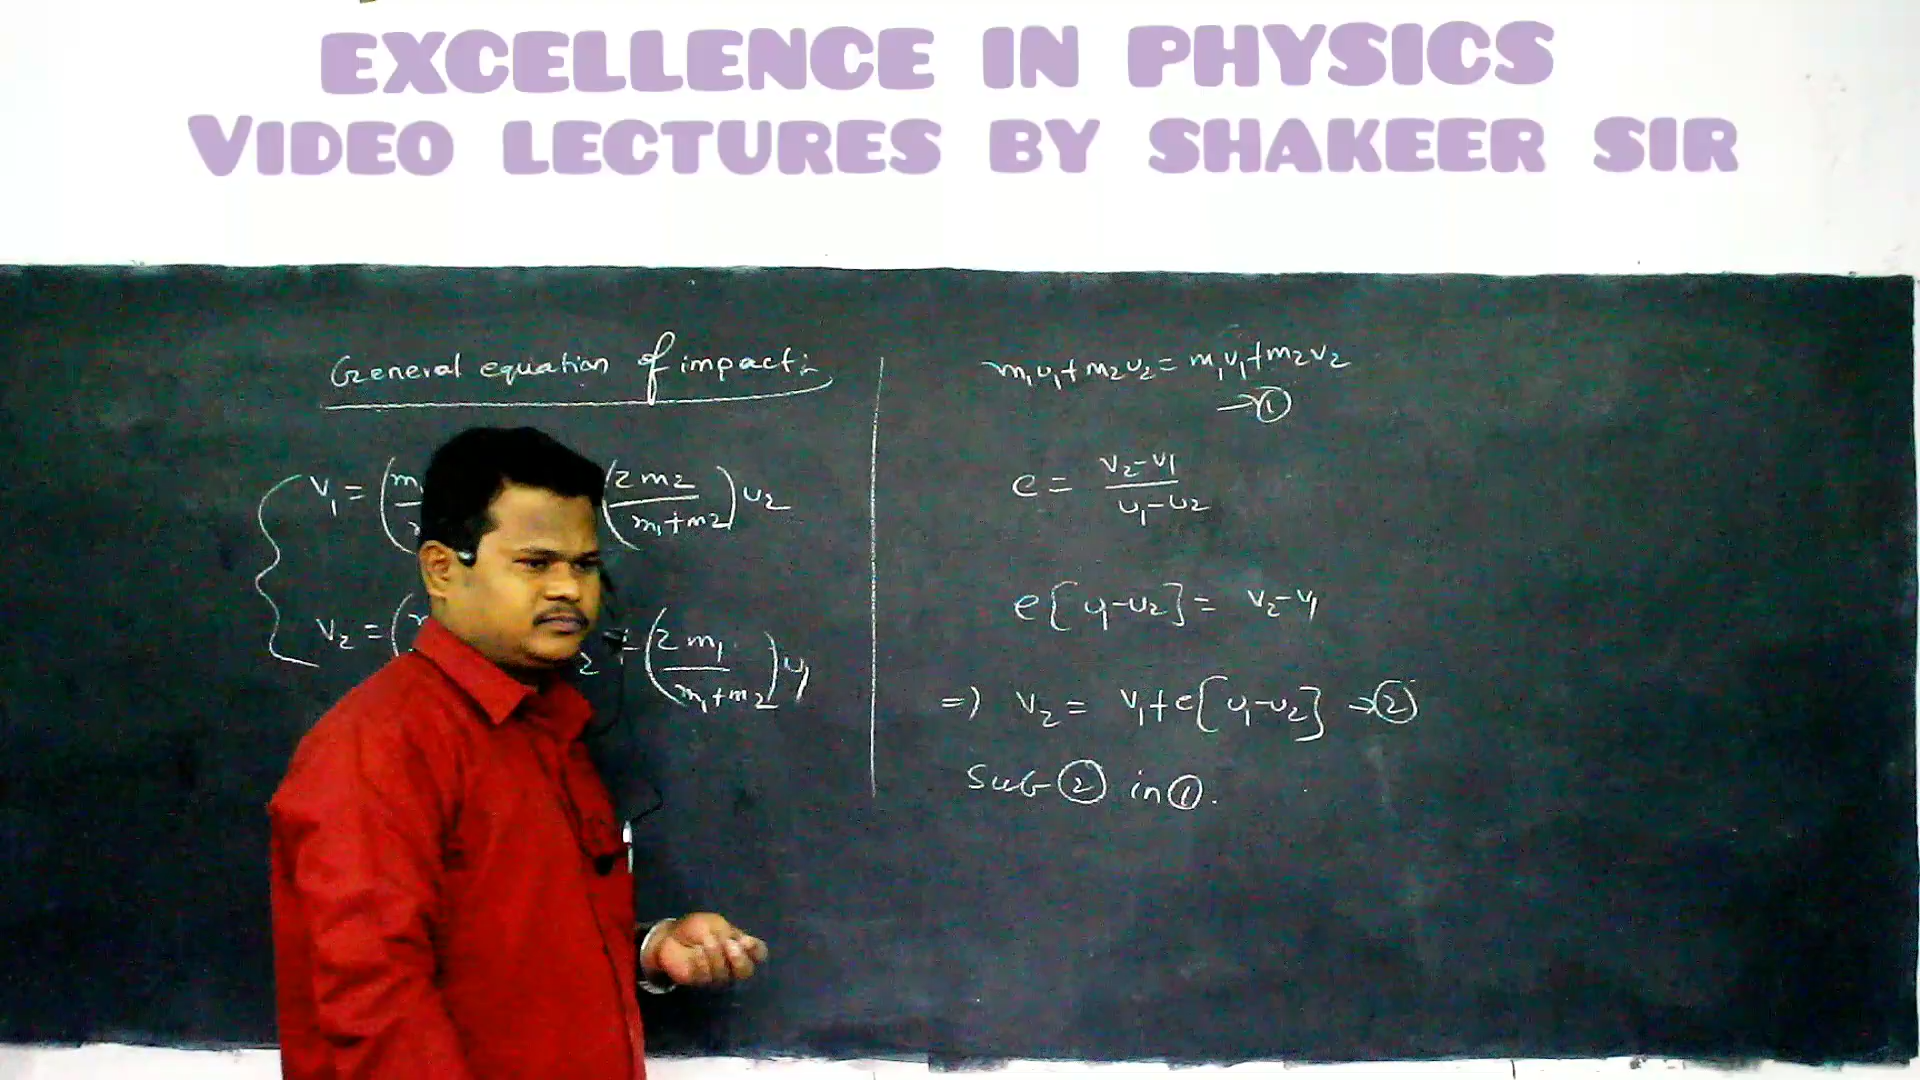 EXCELLENCE IN PHYSICS
VIDEO LECTURES BY SHAKEER SIR
General equation of impact:-
V₁ = (m (2m₂/m₁+m₂)u₂
V₂ = ( ₂ + (2m₁/m₁+m₂)u₁
m₁u₁+m₂u₂ = m₁v₁+m₂v₂
→①
e = v₂-v₁/u₁-u₂
e[u₁-u₂] = v₂-v₁
=) v₂ = v₁+e[u₁-u₂] →②
Sub ② in ①.